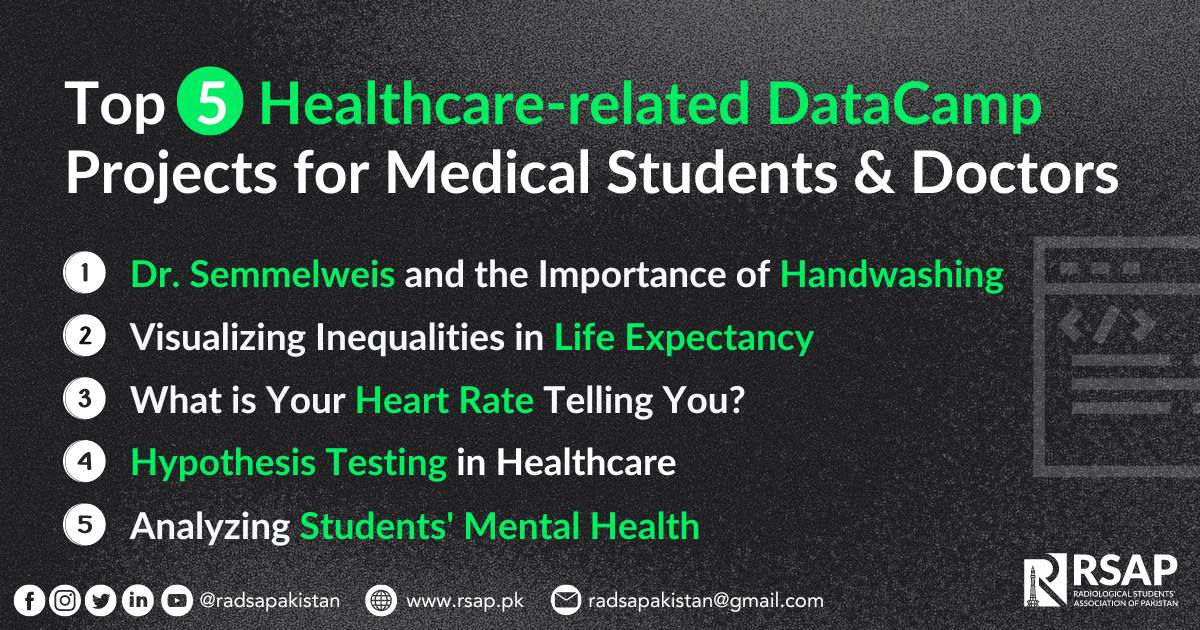 Top 5 Healthcare-related DataCamp
Projects for Medical Students & Doctors
1 Dr. Semmelweis and the Importance of Handwashing
2 Visualizing Inequalities in Life Expectancy
3 What is Your Heart Rate Telling You?
4 Hypothesis Testing in Healthcare
5 Analyzing Students' Mental Health
@radsapakistan www.rsap.pk radsapakistan@gmail.com
RSAP
RADIOLOGICAL STUDENTS'
ASSOCIATION OF PAKISTAN